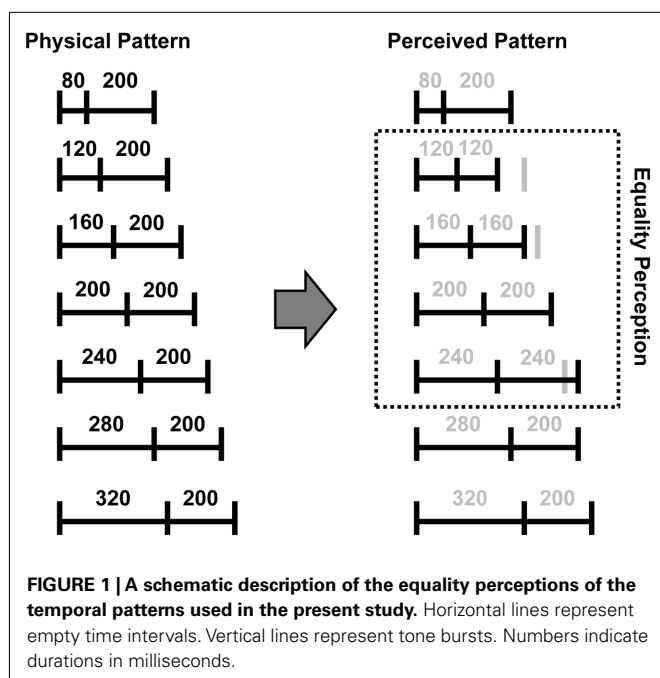 Physical Pattern Perceived Pattern
80 200 80 200
120 200 120 120
160 200 160 160
200 200 200 200
240 200 240 240
280 200 280 200
320 200 320 200
Equality Perception
FIGURE 1 | A schematic description of the equality perceptions of the
temporal patterns used in the present study. Horizontal lines represent
empty time intervals. Vertical lines represent tone bursts. Numbers indicate
durations in milliseconds.